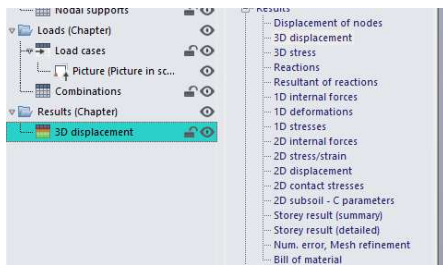 Nodal supports
Loads (Chapter)
Load cases
Picture (Picture in sc...
Combinations
Results (Chapter)
3D displacement
Results
Displacement of nodes
3D displacement
3D stress
Reactions
Resultant of reactions
1D internal forces
1D deformations
1D stresses
2D internal forces
2D stress/strain
2D displacement
2D contact stresses
2D subsoil - C parameters
Storey result (summary)
Storey result (detailed)
Num. error, Mesh refinement
Bill of material